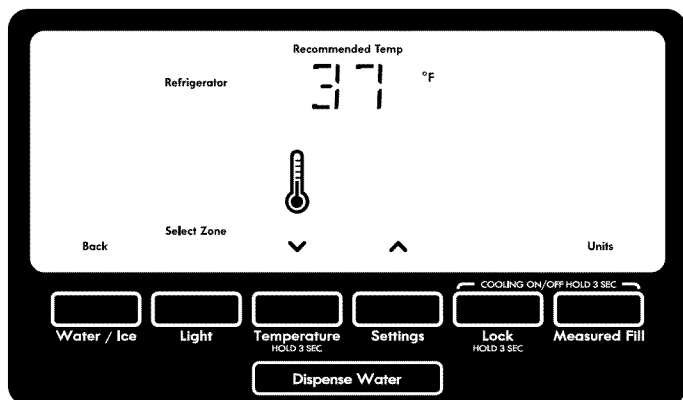 Recommended Temp
Refrigerator 37 °F
Select Zone
Back Units
COOLING ON/OFF HOLD 3 SEC
Water / Ice Light Temperature Settings Lock Measured Fill
HOLD 3 SEC HOLD 3 SEC
Dispense Water